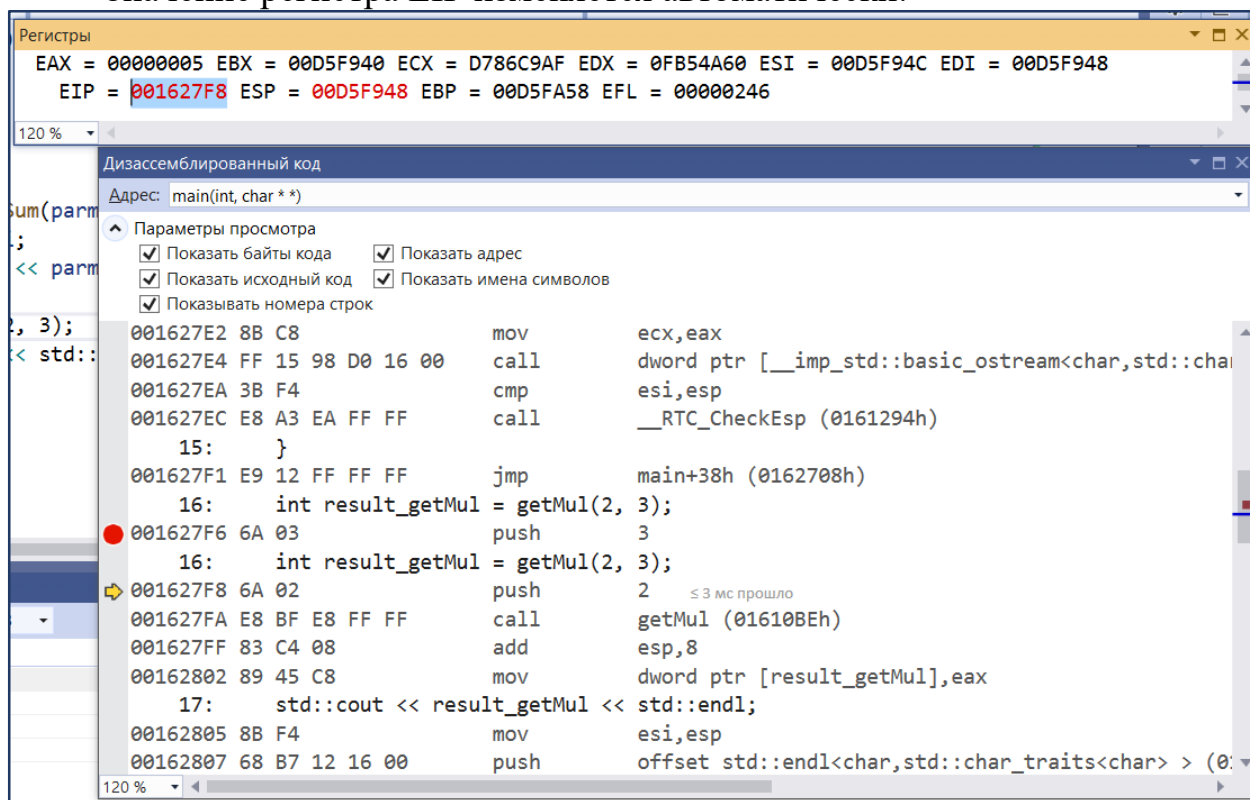 значение регистра EIP изменяется автоматически.
Регистры
EAX = 00000005 EBX = 00D5F940 ECX = D786C9AF EDX = 0FB54A60 ESI = 00D5F94C EDI = 00D5F948
EIP = 001627F8 ESP = 00D5F948 EBP = 00D5FA58 EFL = 00000246
120 %
Дизассемблированный код
Адрес: main(int, char * *)
Параметры просмотра
Показать байты кода Показать адрес
Показать исходный код Показать имена символов
Показывать номера строк
um(parm
;
<< parm
, 3);
< std::
001627E2 8B C8 mov ecx,eax
001627E4 FF 15 98 D0 16 00 call dword ptr [__imp_std::basic_ostream<char,std::char
001627EA 3B F4 cmp esi,esp
001627EC E8 A3 EA FF FF call __RTC_CheckEsp (0161294h)
15: }
001627F1 E9 12 FF FF FF jmp main+38h (0162708h)
16: int result_getMul = getMul(2, 3);
001627F6 6A 03 push 3
16: int result_getMul = getMul(2, 3);
001627F8 6A 02 push 2 ≤ 3 мс прошло
001627FA E8 BF E8 FF FF call getMul (01610BEh)
001627FF 83 C4 08 add esp,8
00162802 89 45 C8 mov dword ptr [result_getMul],eax
17: std::cout << result_getMul << std::endl;
00162805 8B F4 mov esi,esp
00162807 68 B7 12 16 00 push offset std::endl<char,std::char_traits<char> > (0
120 %